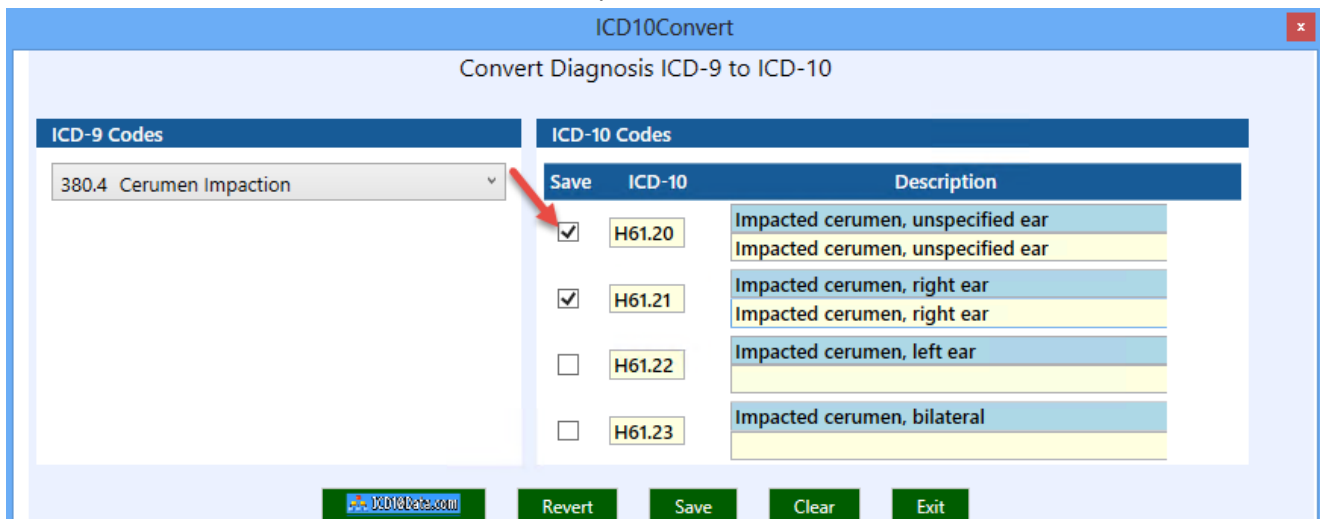 ICD10Convert
x
Convert Diagnosis ICD-9 to ICD-10
ICD-9 Codes
ICD-10 Codes
380.4 Cerumen Impaction
Save ICD-10 Description
H61.20
Impacted cerumen, unspecified ear
Impacted cerumen, unspecified ear
H61.21
Impacted cerumen, right ear
Impacted cerumen, right ear
H61.22
Impacted cerumen, left ear
H61.23
Impacted cerumen, bilateral
ICD10Data.com Revert Save Clear Exit